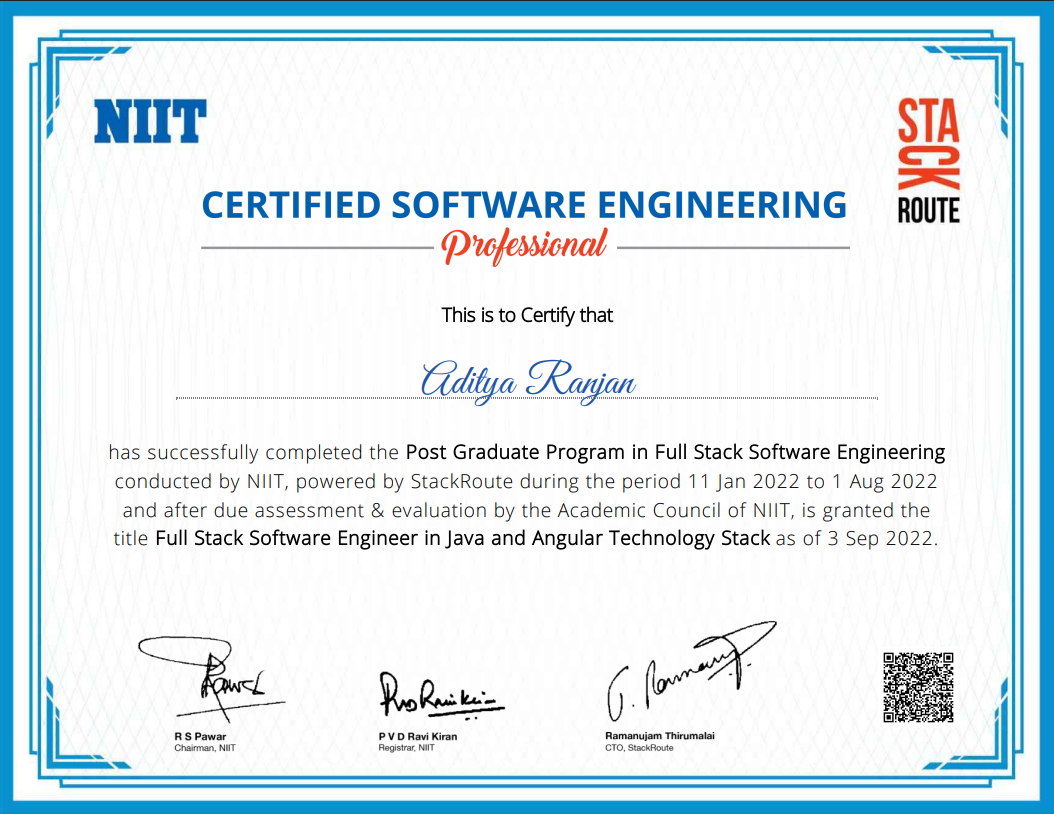 NIIT
STA
CK
ROUTE
CERTIFIED SOFTWARE ENGINEERING
Professional
This is to Certify that
Aditya Ranjan
has successfully completed the Post Graduate Program in Full Stack Software Engineering
conducted by NIIT, powered by StackRoute during the period 11 Jan 2022 to 1 Aug 2022
and after due assessment & evaluation by the Academic Council of NIIT, is granted the
title Full Stack Software Engineer in Java and Angular Technology Stack as of 3 Sep 2022.
R S Pawar
Chairman, NIIT
P V D Ravi Kiran
Registrar, NIIT
Ramanujam Thirumalai
CTO, StackRoute